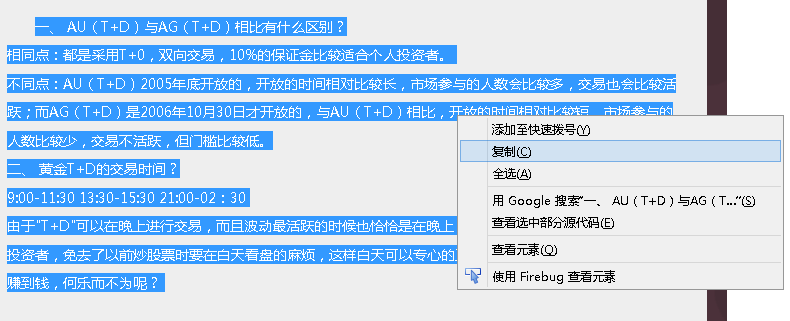 一、 AU（T+D）与AG（T+D）相比有什么区别？
相同点：都是采用T+0，双向交易，10%的保证金比较适合个人投资者。
不同点：AU（T+D）2005年底开放的，开放的时间相对比较长，市场参与的人数会比较多，交易也会比较活
跃；而AG（T+D）是2006年10月30日才开放的，与AU（T+D）相比，开放的时间相对比较短，市场参与的
人数比较少，交易不活跃，但门槛比较低。
二、 黄金T+D的交易时间？
9:00-11:30 13:30-15:30 21:00-02：30
由于“T+D”可以在晚上进行交易，而且波动最活跃的时候也恰恰是在晚上
投资者，免去了以前炒股票时要在白天看盘的麻烦，这样白天可以专心的
赚到钱，何乐而不为呢？
添加至快速拨号(Y)
复制(C)
全选(A)
用 Google 搜索“一、 AU（T+D）与AG（T...”(S)
查看选中部分源代码(E)
查看元素(Q)
使用 Firebug 查看元素